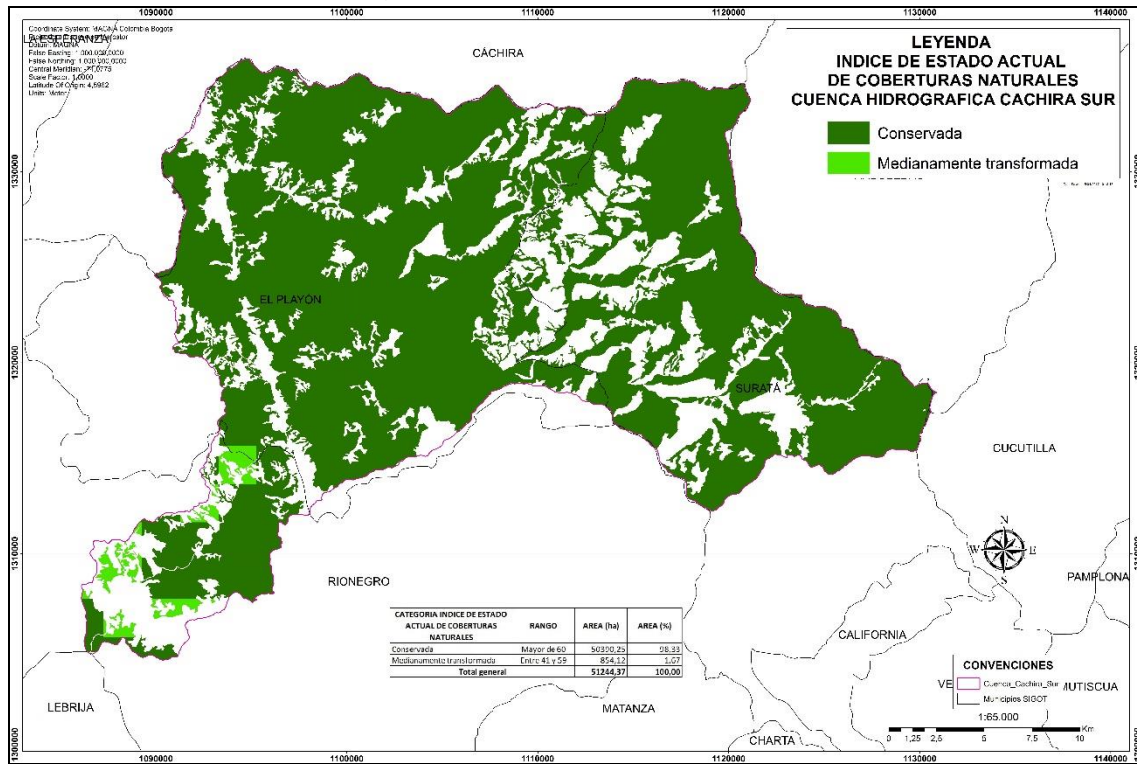 1090000
1100000
1110000
1120000
1130000
1140000
Coordinate System: MAGNA Colombia Bogota
LA ESPERANZA
Datum: MAGNA
False Easting: 1.000.000,0000
False Northing: 1.000.000,0000
Scale Factor: 1,0000
Units: Meter
CÁCHIRA
LEYENDA
INDICE DE ESTADO ACTUAL
DE COBERTURAS NATURALES
CUENCA HIDROGRAFICA CACHIRA SUR
Conservada
Medianamente transformada
1330000
EL PLAYÓN
1320000
1320000
SURATÁ
CUCUTILLA
N
W E
S
1310000
1310000
RIONEGRO
PAMPLONA
CATEGORIA INDICE DE ESTADO
ACTUAL DE COBERTURAS
NATURALES
RANGO AREA (ha) AREA (%)
Conservada Mayor de 60 50390,25 98,33
Medianamente transformada Entre 41 y 59 854,12 1,67
Total general 51244,37 100,00
CALIFORNIA
CONVENCIONES
Cuenca_Cachira_Sur
Municipios SIGOT
VE
MUTISCUA
LEBRIJA
MATANZA
1:65.000
Km
0 1,25 2,5 5 7,5 10
CHARTA
1300000
1090000
1100000
1110000
1120000
1130000
1140000